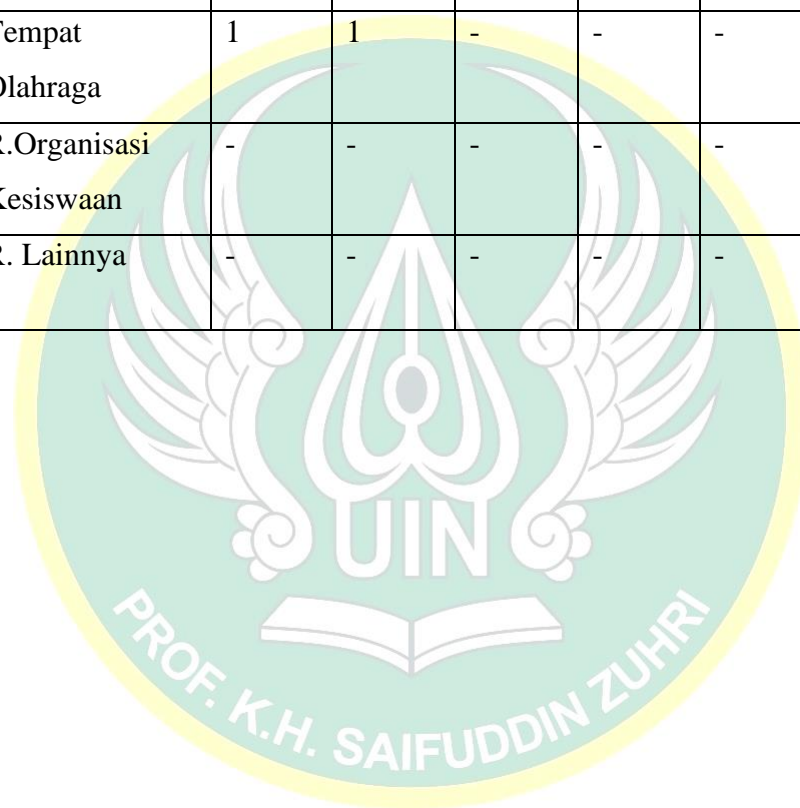 Tempat 1 1 - - -
Olahraga
R.Organisasi - - - - -
Kesiswaan
R. Lainnya - - - - -
UIN
PROF. K.H. SAIFUDDIN ZUHRI